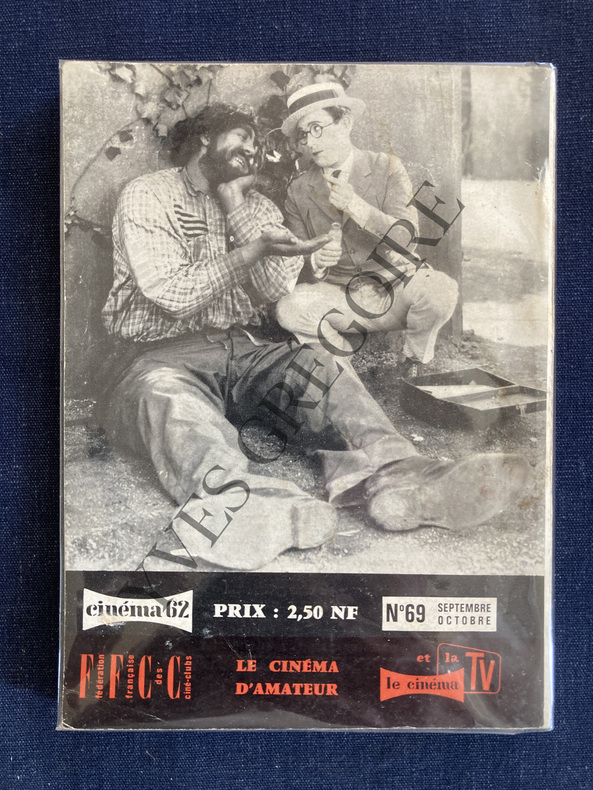 YVES GREGOIRE
cinéma 62
PRIX : 2,50 NF
N°69 SEPTEMBRE
OCTOBRE
F fédération F française C des C ciné-clubs
LE CINÉMA
D'AMATEUR
et la TV
le cinéma